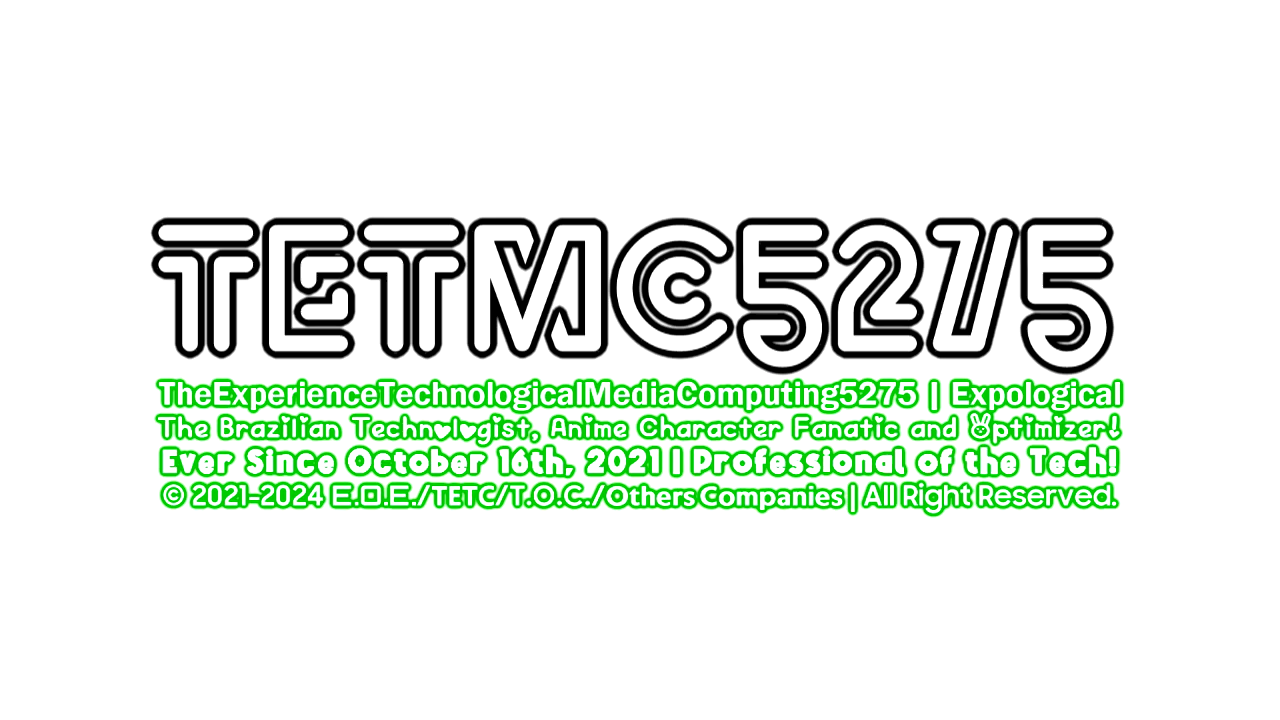 TETMC5275
TheExperienceTechnologicalMediaComputing5275 | Expological
The Brazilian Technologist, Anime Character Fanatic and Optimizer!
Ever Since October 16th, 2021 | Professional of the Tech!
© 2021-2024 E.O.E./TETC/T.O.C./Others Companies | All Right Reserved.